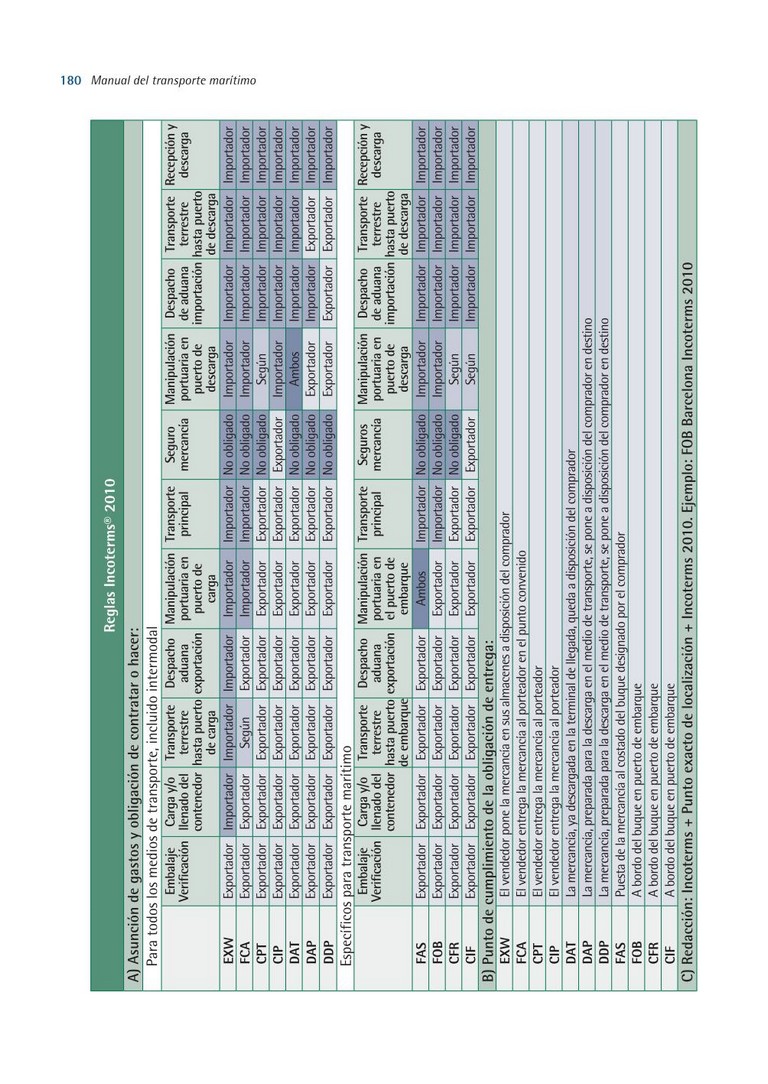 180 Manual del transporte marítimo
Reglas Incoterms® 2010
A) Asunción de gastos y obligación de contratar o hacer:
Para todos los medios de transporte, incluido intermodal
Embalaje
Verificación
Carga y/o
llenado del
contenedor
Transporte
terrestre
hasta puerto
de carga
Despacho
aduana
exportación
Manipulación
portuaria en
puerto de
carga
Transporte
principal
Seguro
mercancía
Manipulación
portuaria en
puerto de
descarga
Despacho
de aduana
importación
Transporte
terrestre
hasta puerto
de descarga
Recepción y
descarga
EXW Exportador Importador Importador Importador Importador Importador No obligado Importador Importador Importador Importador
FCA Exportador Exportador Según Exportador Importador Importador No obligado Importador Importador Importador Importador
CPT Exportador Exportador Exportador Exportador Exportador Exportador No obligado Según Importador Importador Importador
CIP Exportador Exportador Exportador Exportador Exportador Exportador Exportador Importador Importador Importador Importador
DAT Exportador Exportador Exportador Exportador Exportador Exportador No obligado Ambos Importador Importador Importador
DAP Exportador Exportador Exportador Exportador Exportador Exportador No obligado Exportador Importador Exportador Importador
DDP Exportador Exportador Exportador Exportador Exportador Exportador No obligado Exportador Exportador Exportador Importador
Específicos para transporte marítimo
Embalaje
Verificación
Carga y/o
llenado del
contenedor
Transporte
terrestre
hasta puerto
de embarque
Despacho
aduana
exportación
Manipulación
portuaria en
el puerto de
embarque
Transporte
principal
Seguros
mercancía
Manipulación
portuaria en
puerto de
descarga
Despacho
de aduana
importación
Transporte
terrestre
hasta puerto
de descarga
Recepción y
descarga
FAS Exportador Exportador Exportador Exportador Ambos Importador No obligado Importador Importador Importador Importador
FOB Exportador Exportador Exportador Exportador Exportador Importador No obligado Importador Importador Importador Importador
CFR Exportador Exportador Exportador Exportador Exportador Exportador No obligado Según Importador Importador Importador
CIF Exportador Exportador Exportador Exportador Exportador Exportador Exportador Según Importador Importador Importador
B) Punto de cumplimiento de la obligación de entrega:
EXW El vendedor pone la mercancía en sus almacenes a disposición del comprador
FCA El vendedor entrega la mercancía al porteador en el punto convenido
CPT El vendedor entrega la mercancía al porteador
CIP El vendedor entrega la mercancía al porteador
DAT La mercancía, ya descargada en la terminal de llegada, queda a disposición del comprador
DAP La mercancía, preparada para la descarga en el medio de transporte, se pone a disposición del comprador en destino
DDP La mercancía, preparada para la descarga en el medio de transporte, se pone a disposición del comprador en destino
FAS Puesta de la mercancía al costado del buque designado por el comprador
FOB A bordo del buque en puerto de embarque
CFR A bordo del buque en puerto de embarque
CIF A bordo del buque en puerto de embarque
C) Redacción: Incoterms + Punto exacto de localización + Incoterms 2010. Ejemplo: FOB Barcelona Incoterms 2010